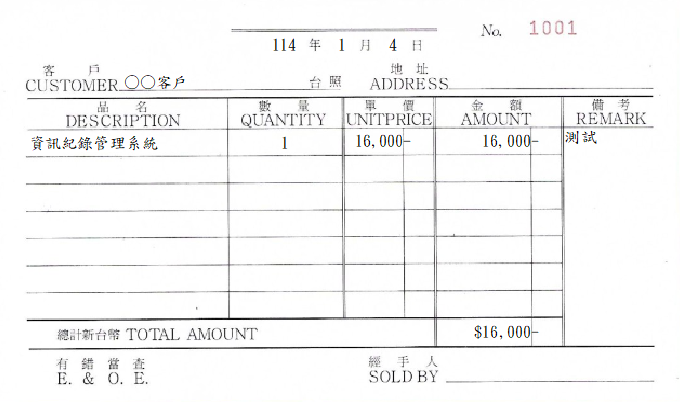 No. 1001
114 年 1 月 4 日
客 戶 地 址
CUSTOMER ○○客戶 台照 ADDRESS
品 名 數 量 單 價 金 額 備 考
DESCRIPTION QUANTITY UNITPRICE AMOUNT REMARK
資訊紀錄管理系統 1 16,000- 16,000- 測試
總計新台幣 TOTAL AMOUNT $16,000-
有 錯 當 查 經 手 人
E. & O. E. SOLD BY